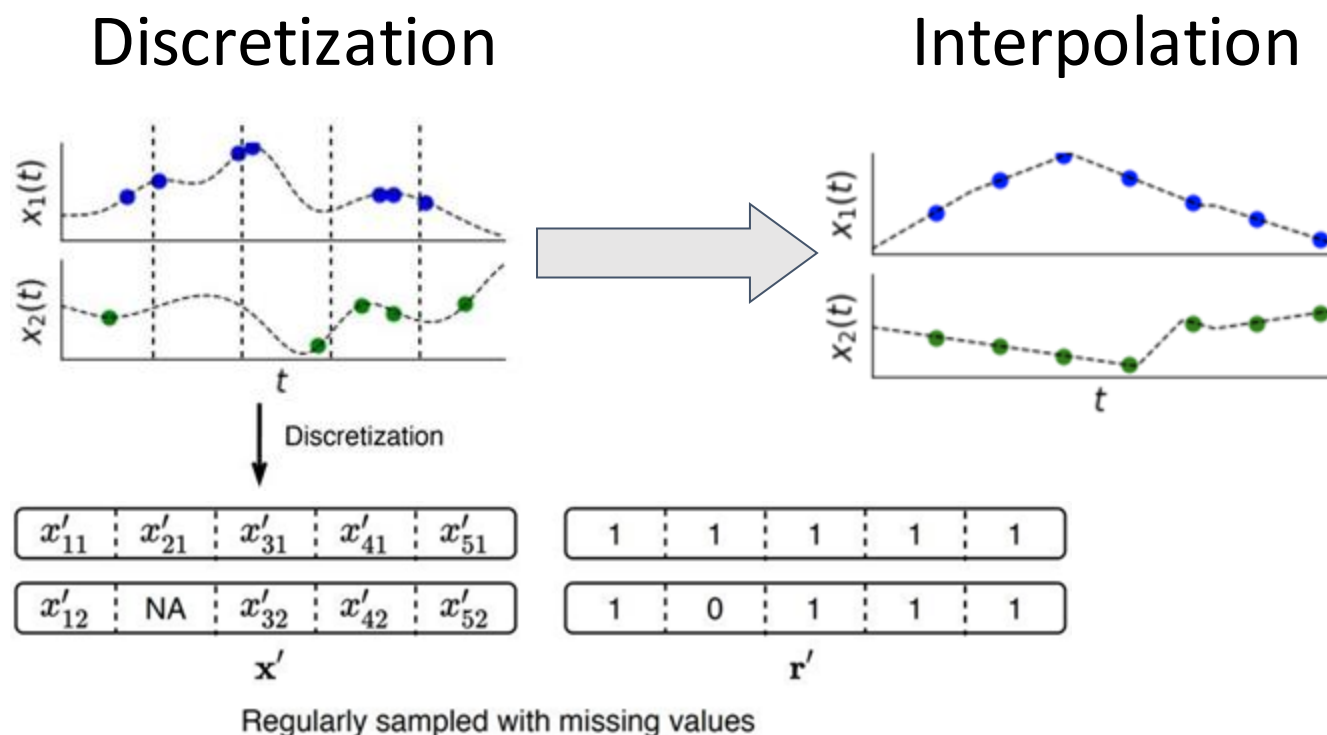 Discretization
Interpolation
x₁(t)
x₂(t)
t
x₁(t)
x₂(t)
t
Discretization
x′₁₁ x′₂₁ x′₃₁ x′₄₁ x′₅₁
1 1 1 1 1
x′₁₂ NA x′₃₂ x′₄₂ x′₅₂
1 0 1 1 1
x′
r′
Regularly sampled with missing values